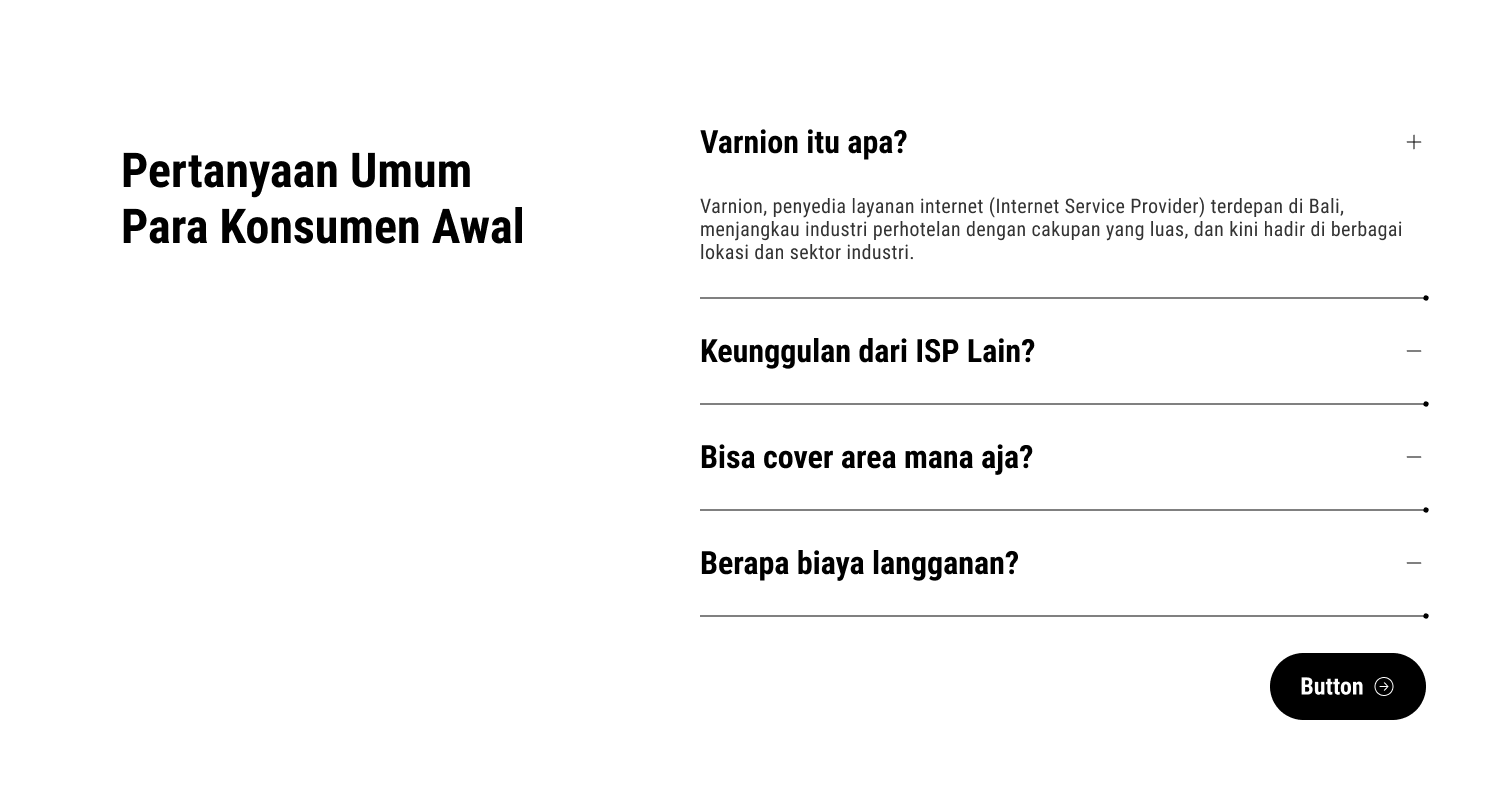 Pertanyaan Umum
Para Konsumen Awal
Varnion itu apa?
Varnion, penyedia layanan internet (Internet Service Provider) terdepan di Bali,
menjangkau industri perhotelan dengan cakupan yang luas, dan kini hadir di berbagai
lokasi dan sektor industri.
Keunggulan dari ISP Lain?
Bisa cover area mana aja?
Berapa biaya langganan?
Button